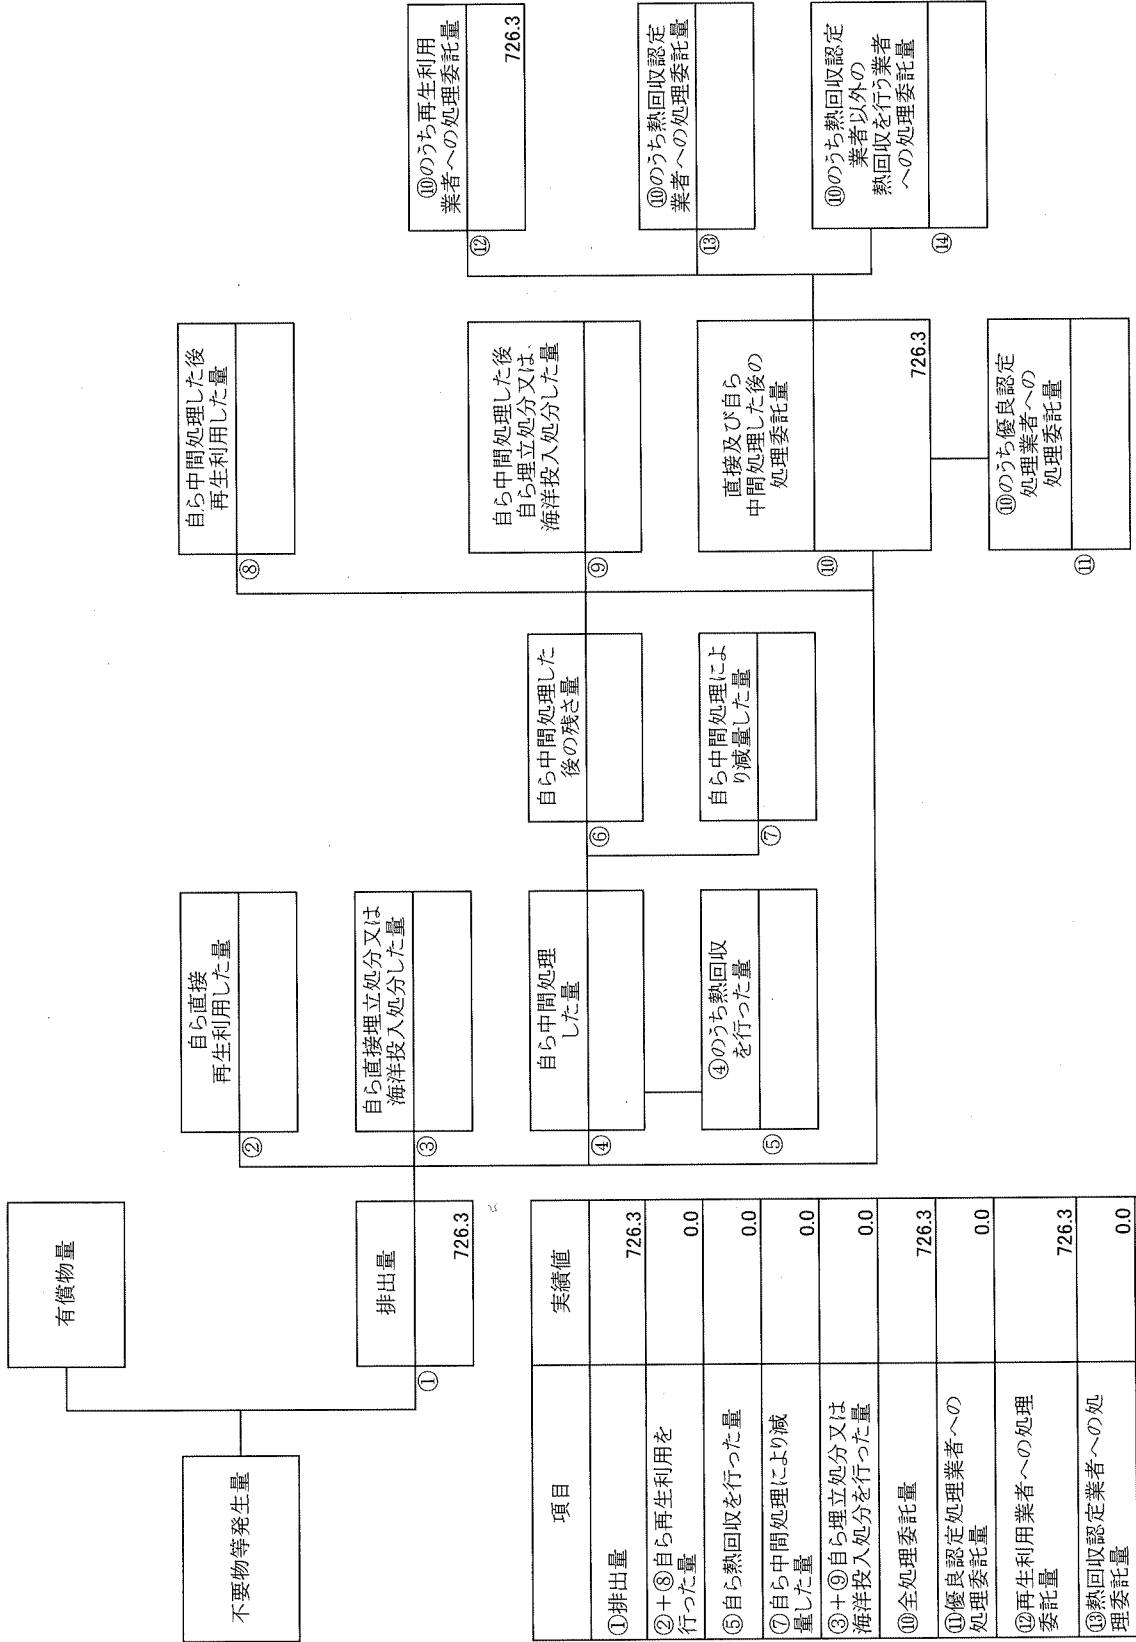 不要物等発生量
有償物量
①
排出量
726.3
②
自ら直接
再生利用した量
③
自ら直接埋立処分又は
海洋投入処分した量
④
自ら中間処理
した量
⑤
④のうち熱回収
を行った量
⑥
自ら中間処理した
後の残さ量
⑦
自ら中間処理によ
り減量した量
⑧
自ら中間処理した後
再生利用した量
⑨
自ら中間処理した後
自ら埋立処分又は、
海洋投入処分した量
⑩
直接及び自ら
中間処理した後の
処理委託量
726.3
⑪
⑩のうち優良認定
処理業者への
処理委託量
⑫
⑩のうち再生利用
業者への処理委託量
726.3
⑬
⑩のうち熱回収認定
業者への処理委託量
⑭
⑩のうち熱回収認定
業者以外の
熱回収を行う業者
への処理委託量
項目 実績値
①排出量 726.3
②+⑧自ら再生利用を
行った量 0.0
⑤自ら熱回収を行った量 0.0
⑦自ら中間処理により減
量した量 0.0
③+⑨自ら埋立処分又は
海洋投入処分を行った量 0.0
⑩全処理委託量 726.3
⑪優良認定処理業者への
処理委託量 0.0
⑫再生利用業者への処理
委託量 726.3
⑬熱回収認定業者への処
理委託量 0.0